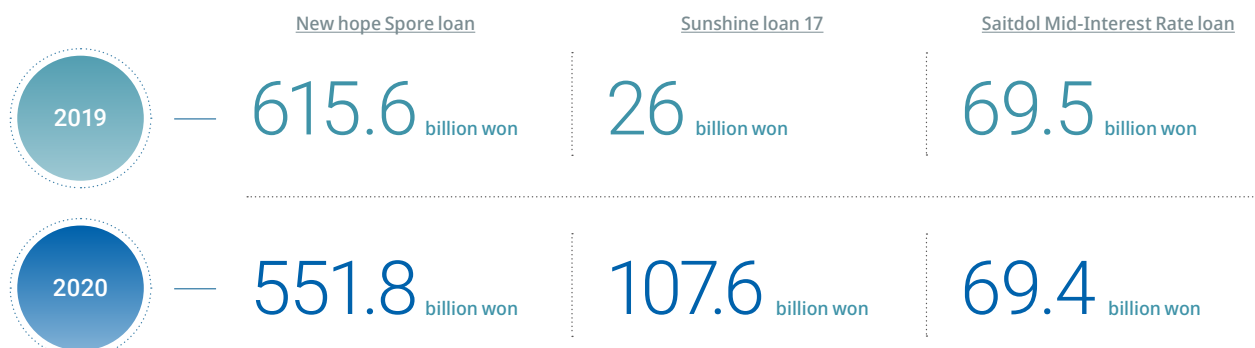 New hope Spore loan Sunshine loan 17 Saitdol Mid-Interest Rate loan
2019 615.6 billion won 26 billion won 69.5 billion won
2020 551.8 billion won 107.6 billion won 69.4 billion won